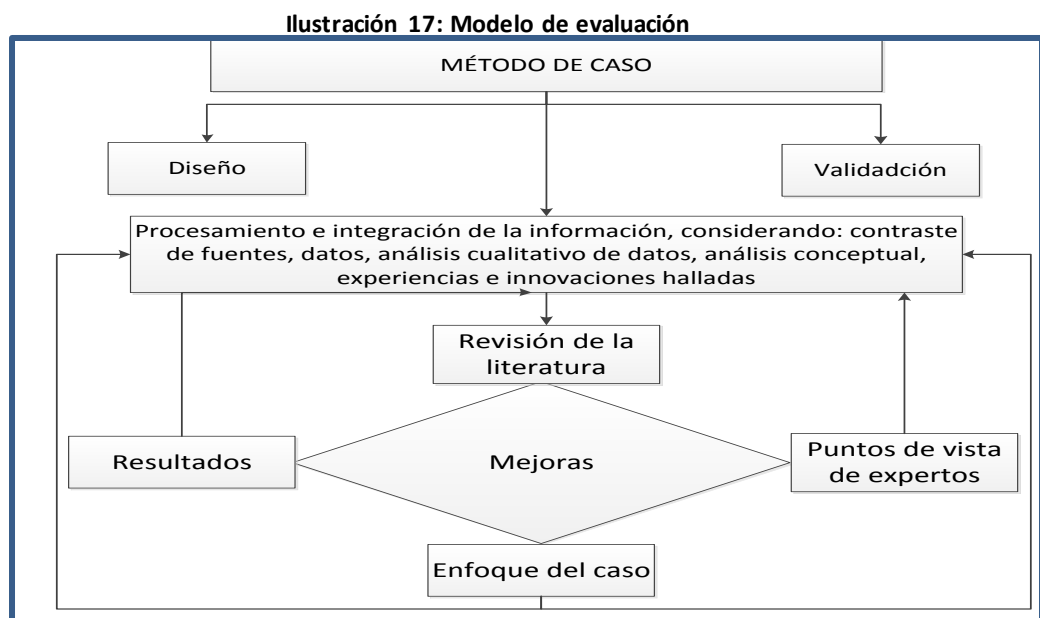 Ilustración 17: Modelo de evaluación
MÉTODO DE CASO
Diseño
Validadción
Procesamiento e integración de la información, considerando: contraste
de fuentes, datos, análisis cualitativo de datos, análisis conceptual,
experiencias e innovaciones halladas
Revisión de la
literatura
Resultados
Mejoras
Puntos de vista
de expertos
Enfoque del caso